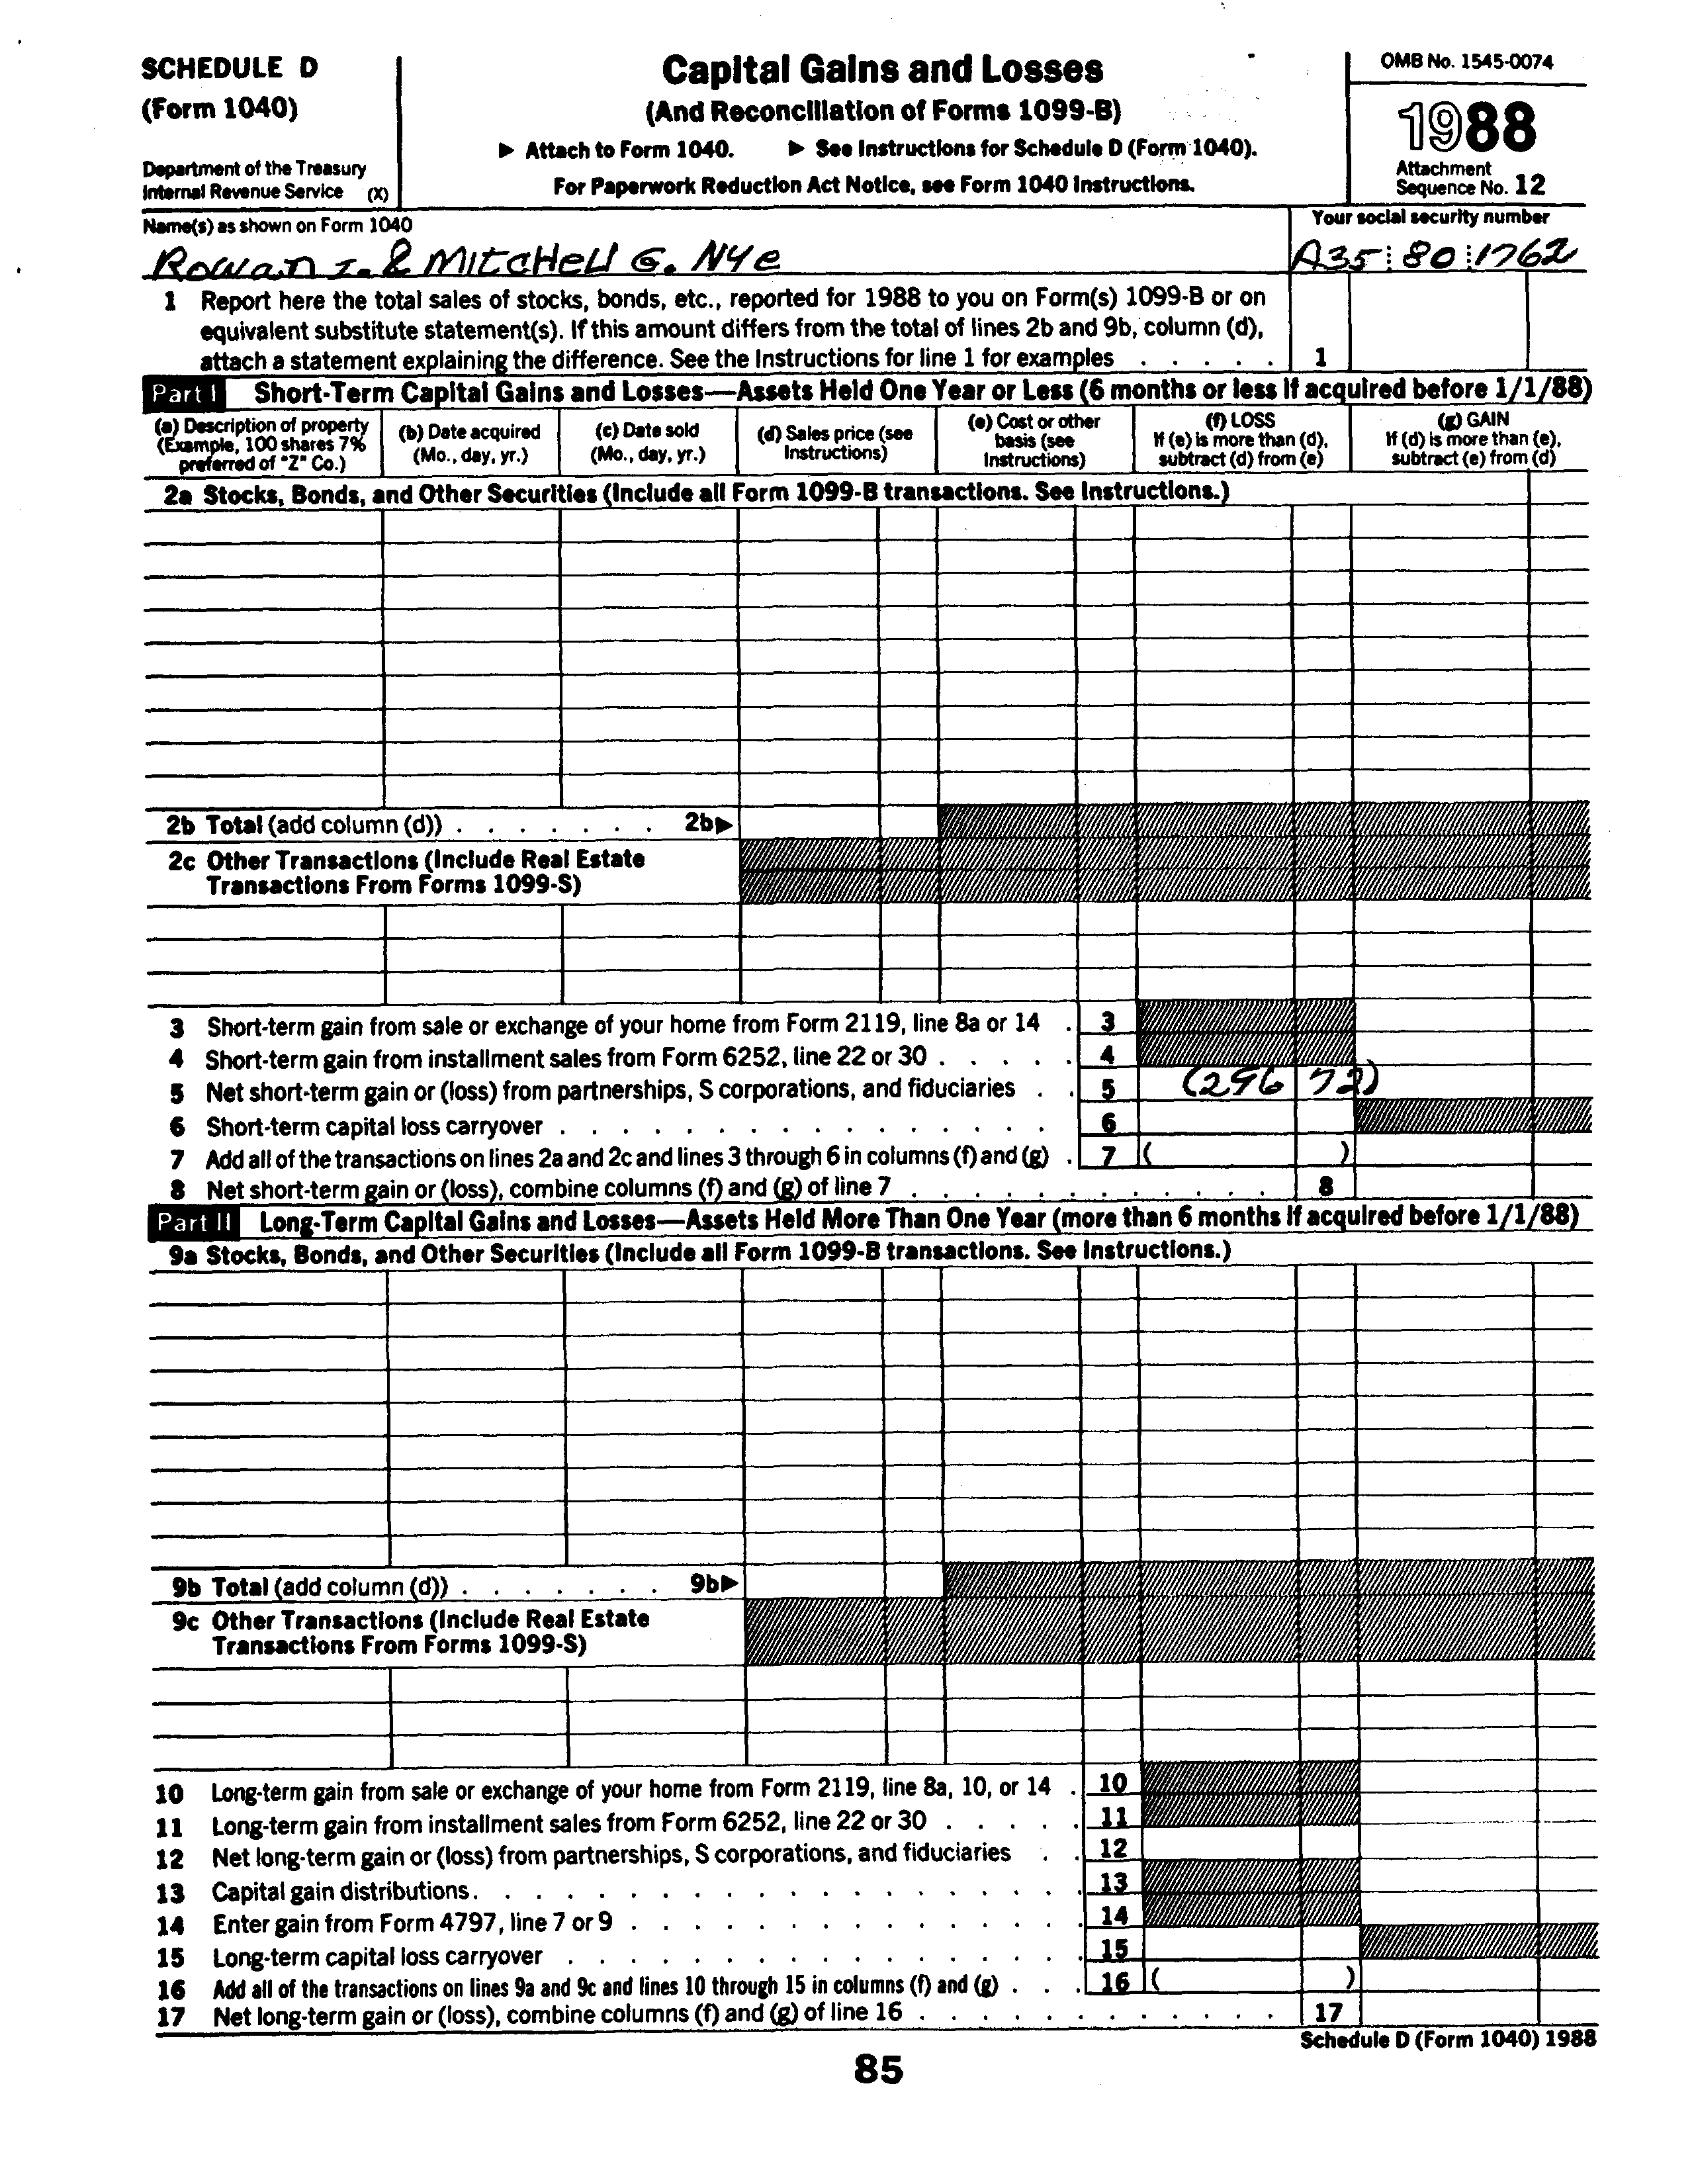 SCHEDULE D
(Form 1040)
Department of the Treasury
Internal Revenue Service (X)
Capital Gains and Losses
(And Reconciliation of Forms 1099-B)
▶ Attach to Form 1040. ▶ See Instructions for Schedule D (Form 1040).
For Paperwork Reduction Act Notice, see Form 1040 Instructions.
OMB No. 1545-0074
1988
Attachment
Sequence No. 12
Name(s) as shown on Form 1040
Your social security number
Rowan I. & Mitchell G. Nye
A35 80 1762
1 Report here the total sales of stocks, bonds, etc., reported for 1988 to you on Form(s) 1099-B or on
equivalent substitute statement(s). If this amount differs from the total of lines 2b and 9b, column (d),
attach a statement explaining the difference. See the Instructions for line 1 for examples . . . . . 1
Part I Short-Term Capital Gains and Losses—Assets Held One Year or Less (6 months or less if acquired before 1/1/88)
(a) Description of property
(Example, 100 shares 7%
preferred of "Z" Co.)
(b) Date acquired
(Mo., day, yr.)
(c) Date sold
(Mo., day, yr.)
(d) Sales price (see
Instructions)
(e) Cost or other
basis (see
Instructions)
(f) LOSS
If (e) is more than (d),
subtract (d) from (e)
(g) GAIN
If (d) is more than (e),
subtract (e) from (d)
2a Stocks, Bonds, and Other Securities (Include all Form 1099-B transactions. See Instructions.)
2b Total (add column (d)) . . . . . . . 2b▶
2c Other Transactions (Include Real Estate
Transactions From Forms 1099-S)
3 Short-term gain from sale or exchange of your home from Form 2119, line 8a or 14 . 3
4 Short-term gain from installment sales from Form 6252, line 22 or 30 . . . . . 4
5 Net short-term gain or (loss) from partnerships, S corporations, and fiduciaries . . 5 (296 72)
6 Short-term capital loss carryover . . . . . . . . . . . . . . . . 6
7 Add all of the transactions on lines 2a and 2c and lines 3 through 6 in columns (f) and (g) . 7 ( )
8 Net short-term gain or (loss), combine columns (f) and (g) of line 7 . . . . . . . . . . . . 8
Part II Long-Term Capital Gains and Losses—Assets Held More Than One Year (more than 6 months if acquired before 1/1/88)
9a Stocks, Bonds, and Other Securities (Include all Form 1099-B transactions. See Instructions.)
9b Total (add column (d)) . . . . . . . 9b▶
9c Other Transactions (Include Real Estate
Transactions From Forms 1099-S)
10 Long-term gain from sale or exchange of your home from Form 2119, line 8a, 10, or 14 . 10
11 Long-term gain from installment sales from Form 6252, line 22 or 30 . . . . . 11
12 Net long-term gain or (loss) from partnerships, S corporations, and fiduciaries . . 12
13 Capital gain distributions. . . . . . . . . . . . . . . . . . . 13
14 Enter gain from Form 4797, line 7 or 9 . . . . . . . . . . . . . . 14
15 Long-term capital loss carryover . . . . . . . . . . . . . . . . 15
16 Add all of the transactions on lines 9a and 9c and lines 10 through 15 in columns (f) and (g) . . . 16 ( )
17 Net long-term gain or (loss), combine columns (f) and (g) of line 16 . . . . . . . . . . . . 17
Schedule D (Form 1040) 1988
85